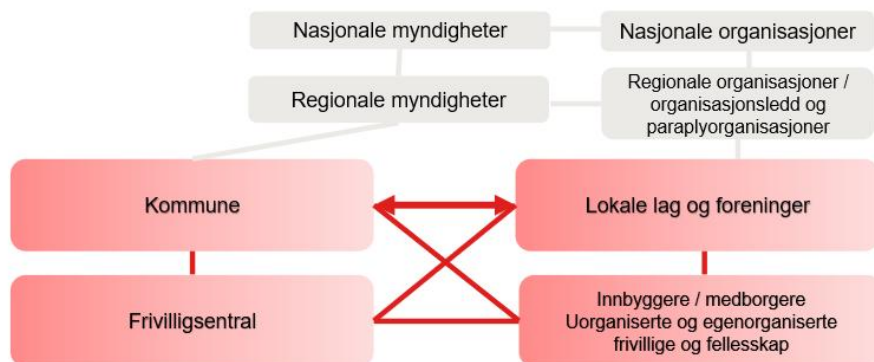 Nasjonale myndigheter
Nasjonale organisasjoner
Regionale myndigheter
Regionale organisasjoner /
organisasjonsledd og
paraplyorganisasjoner
Kommune
Lokale lag og foreninger
Frivilligsentral
Innbyggere / medborgere
Uorganiserte og egenorganiserte
frivillige og fellesskap